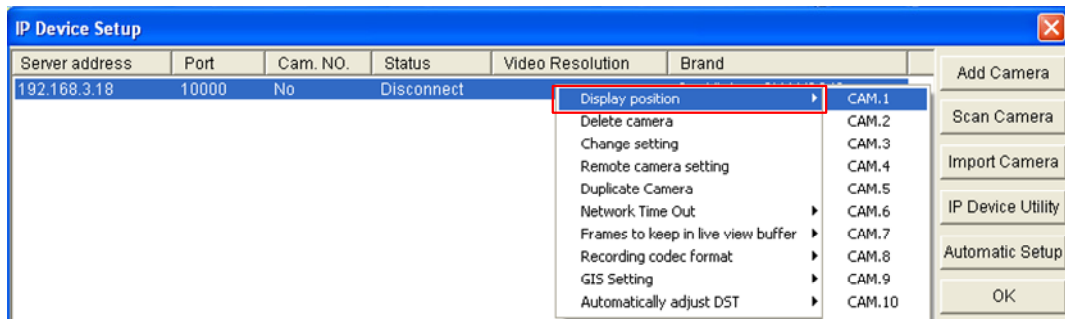 IP Device Setup
Server address Port Cam. NO. Status Video Resolution Brand
192.168.3.18 10000 No Disconnect
Display position
Delete camera
Change setting
Remote camera setting
Duplicate Camera
Network Time Out
Frames to keep in live view buffer
Recording codec format
GIS Setting
Automatically adjust DST
CAM.1
CAM.2
CAM.3
CAM.4
CAM.5
CAM.6
CAM.7
CAM.8
CAM.9
CAM.10
Add Camera
Scan Camera
Import Camera
IP Device Utility
Automatic Setup
OK